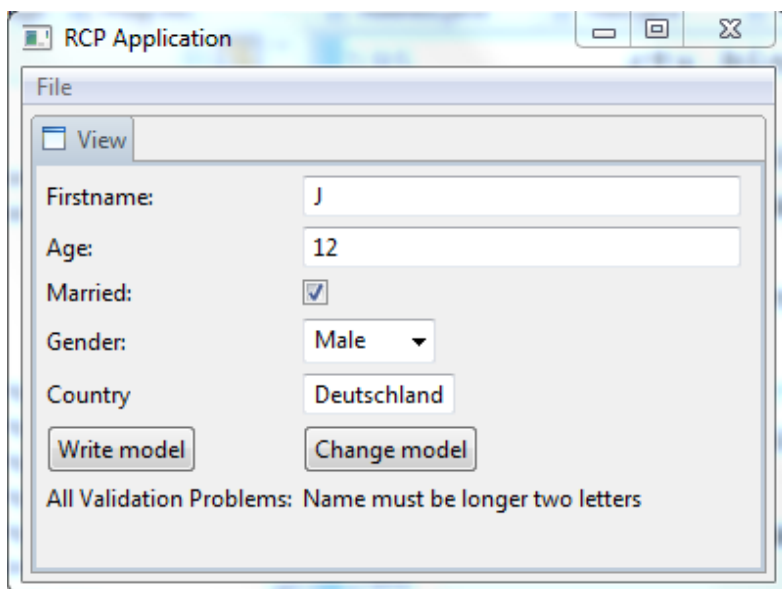 RCP Application
File
View
Firstname: J
Age: 12
Married:
Gender: Male
Country Deutschland
Write model Change model
All Validation Problems: Name must be longer two letters